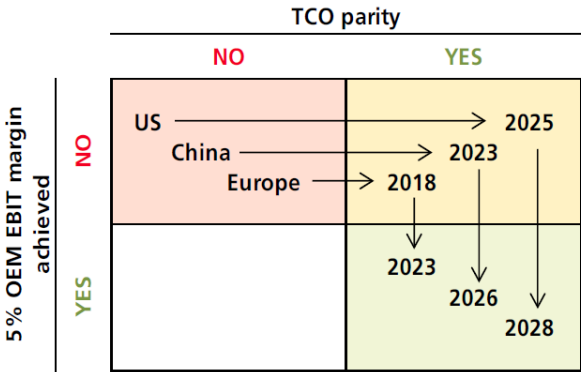 TCO parity
NO YES
5% OEM EBIT margin
achieved
NO
YES
US 2025
China 2023
Europe 2018
2023
2026
2028